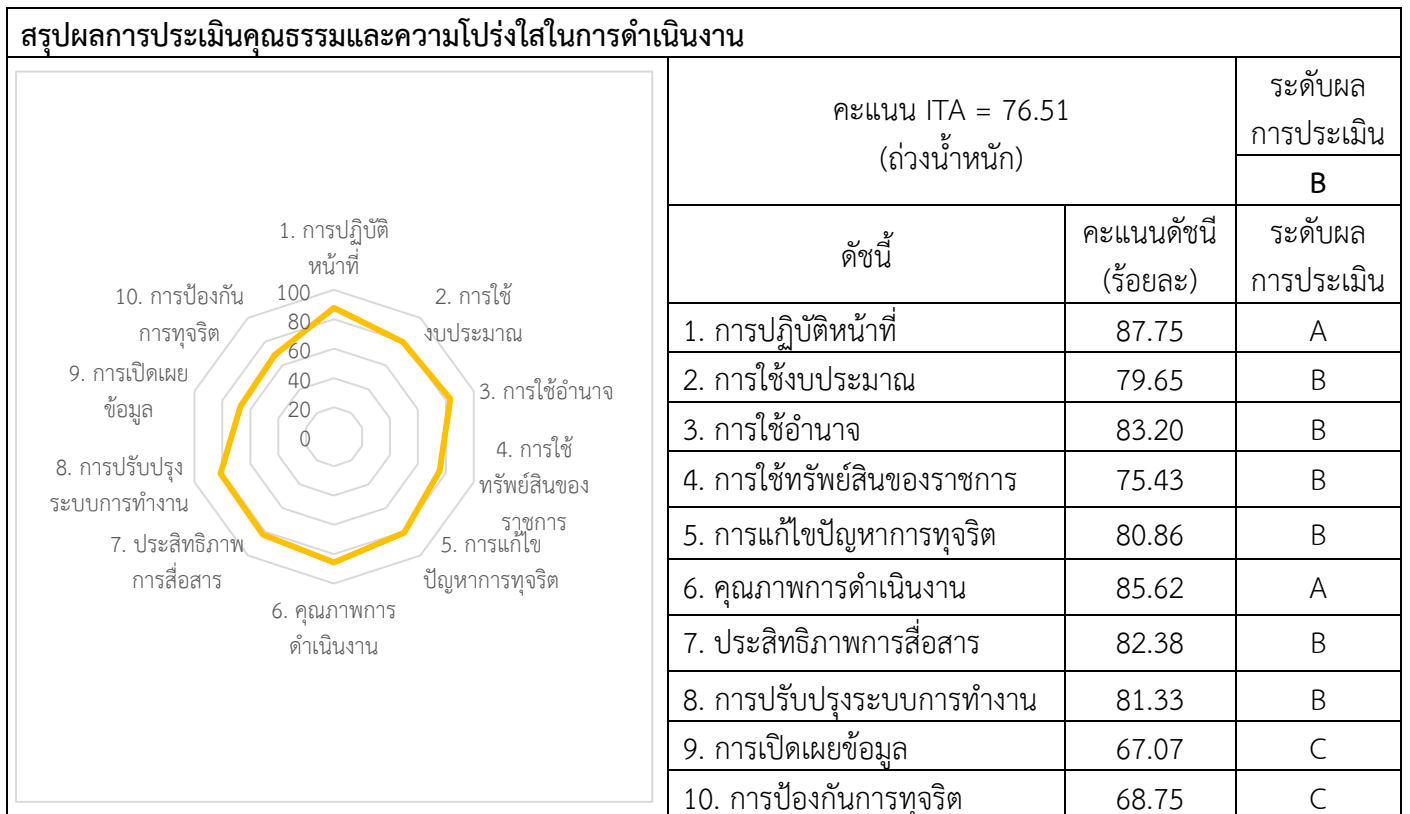 สรุปผลการประเมินคุณธรรมและความโปร่งใสในการดำเนินงาน
1. การปฏิบัติ
หน้าที่
2. การใช้
งบประมาณ
3. การใช้อำนาจ
4. การใช้
ทรัพย์สินของ
ราชการ
5. การแก้ไข
ปัญหาการทุจริต
6. คุณภาพการ
ดำเนินงาน
7. ประสิทธิภาพ
การสื่อสาร
8. การปรับปรุง
ระบบการทำงาน
9. การเปิดเผย
ข้อมูล
10. การป้องกัน
การทุจริต
100
80
60
40
20
0
คะแนน ITA = 76.51
(ถ่วงน้ำหนัก)
ระดับผล
การประเมิน
B
ดัชนี้
คะแนนดัชนี
(ร้อยละ)
ระดับผล
การประเมิน
1. การปฏิบัติหน้าที่ 87.75 A
2. การใช้งบประมาณ 79.65 B
3. การใช้อำนาจ 83.20 B
4. การใช้ทรัพย์สินของราชการ 75.43 B
5. การแก้ไขปัญหาการทุจริต 80.86 B
6. คุณภาพการดำเนินงาน 85.62 A
7. ประสิทธิภาพการสื่อสาร 82.38 B
8. การปรับปรุงระบบการทำงาน 81.33 B
9. การเปิดเผยข้อมูล 67.07 C
10. การป้องกันการทุจริต 68.75 C